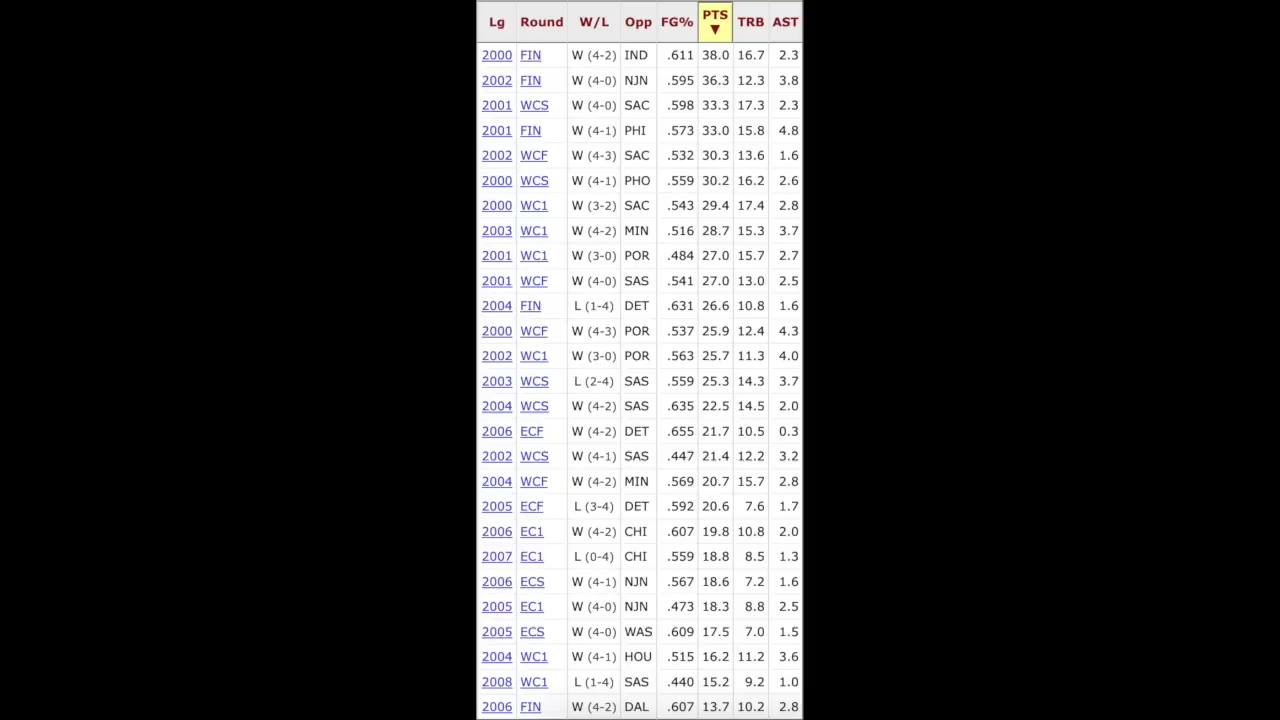 Lg Round W/L Opp FG% PTS ▼ TRB AST
2000 FIN W (4-2) IND .611 38.0 16.7 2.3
2002 FIN W (4-0) NJN .595 36.3 12.3 3.8
2001 WCS W (4-0) SAC .598 33.3 17.3 2.3
2001 FIN W (4-1) PHI .573 33.0 15.8 4.8
2002 WCF W (4-3) SAC .532 30.3 13.6 1.6
2000 WCS W (4-1) PHO .559 30.2 16.2 2.6
2000 WC1 W (3-2) SAC .543 29.4 17.4 2.8
2003 WC1 W (4-2) MIN .516 28.7 15.3 3.7
2001 WC1 W (3-0) POR .484 27.0 15.7 2.7
2001 WCF W (4-0) SAS .541 27.0 13.0 2.5
2004 FIN L (1-4) DET .631 26.6 10.8 1.6
2000 WCF W (4-3) POR .537 25.9 12.4 4.3
2002 WC1 W (3-0) POR .563 25.7 11.3 4.0
2003 WCS L (2-4) SAS .559 25.3 14.3 3.7
2004 WCS W (4-2) SAS .635 22.5 14.5 2.0
2006 ECF W (4-2) DET .655 21.7 10.5 0.3
2002 WCS W (4-1) SAS .447 21.4 12.2 3.2
2004 WCF W (4-2) MIN .569 20.7 15.7 2.8
2005 ECF L (3-4) DET .592 20.6 7.6 1.7
2006 EC1 W (4-2) CHI .607 19.8 10.8 2.0
2007 EC1 L (0-4) CHI .559 18.8 8.5 1.3
2006 ECS W (4-1) NJN .567 18.6 7.2 1.6
2005 EC1 W (4-0) NJN .473 18.3 8.8 2.5
2005 ECS W (4-0) WAS .609 17.5 7.0 1.5
2004 WC1 W (4-1) HOU .515 16.2 11.2 3.6
2008 WC1 L (1-4) SAS .440 15.2 9.2 1.0
2006 FIN W (4-2) DAL .607 13.7 10.2 2.8